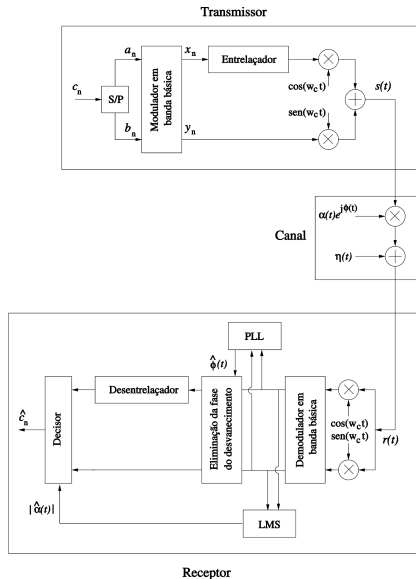 Transmissor
a_n
x_n
Entrelaçador
c_n
S/P
Modulador em
banda básica
cos(w_c t)
s(t)
sen(w_c t)
b_n
y_n
α(t)e^{jϕ(t)}
Canal
η(t)
PLL
ϕ̂(t)
Desentrelaçador
ĉ_n
Decisor
Eliminação da fase
do desvanecimento
Demodulador em
banda básica
cos(w_c t)
sen(w_c t)
r(t)
|α̂(t)|
LMS
Receptor